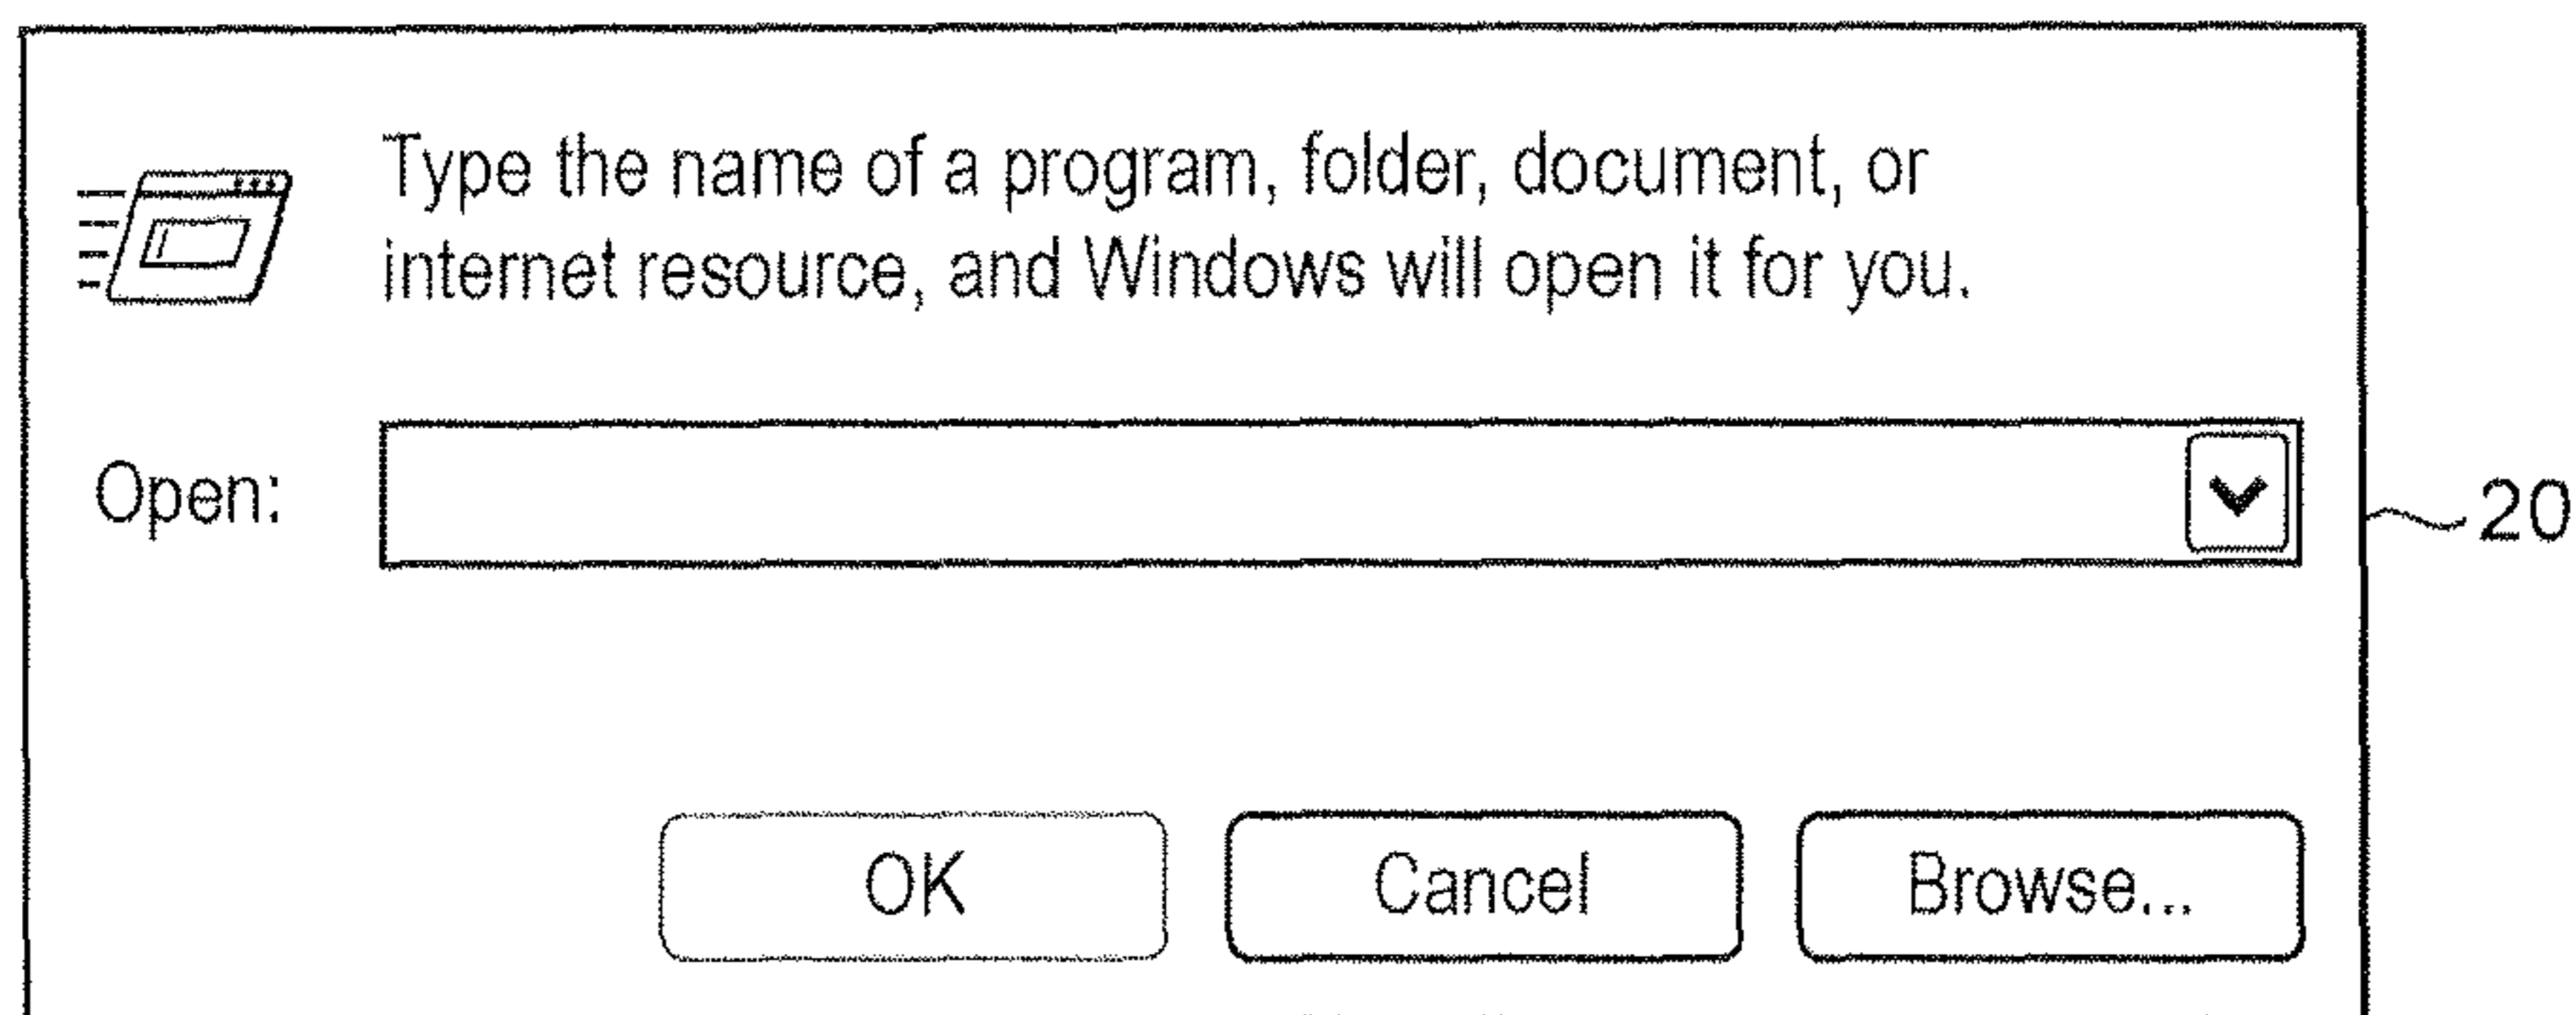 Type the name of a program, folder, document, or
internet resource, and Windows will open it for you.
Open:
20
OK
Cancel
Browse...